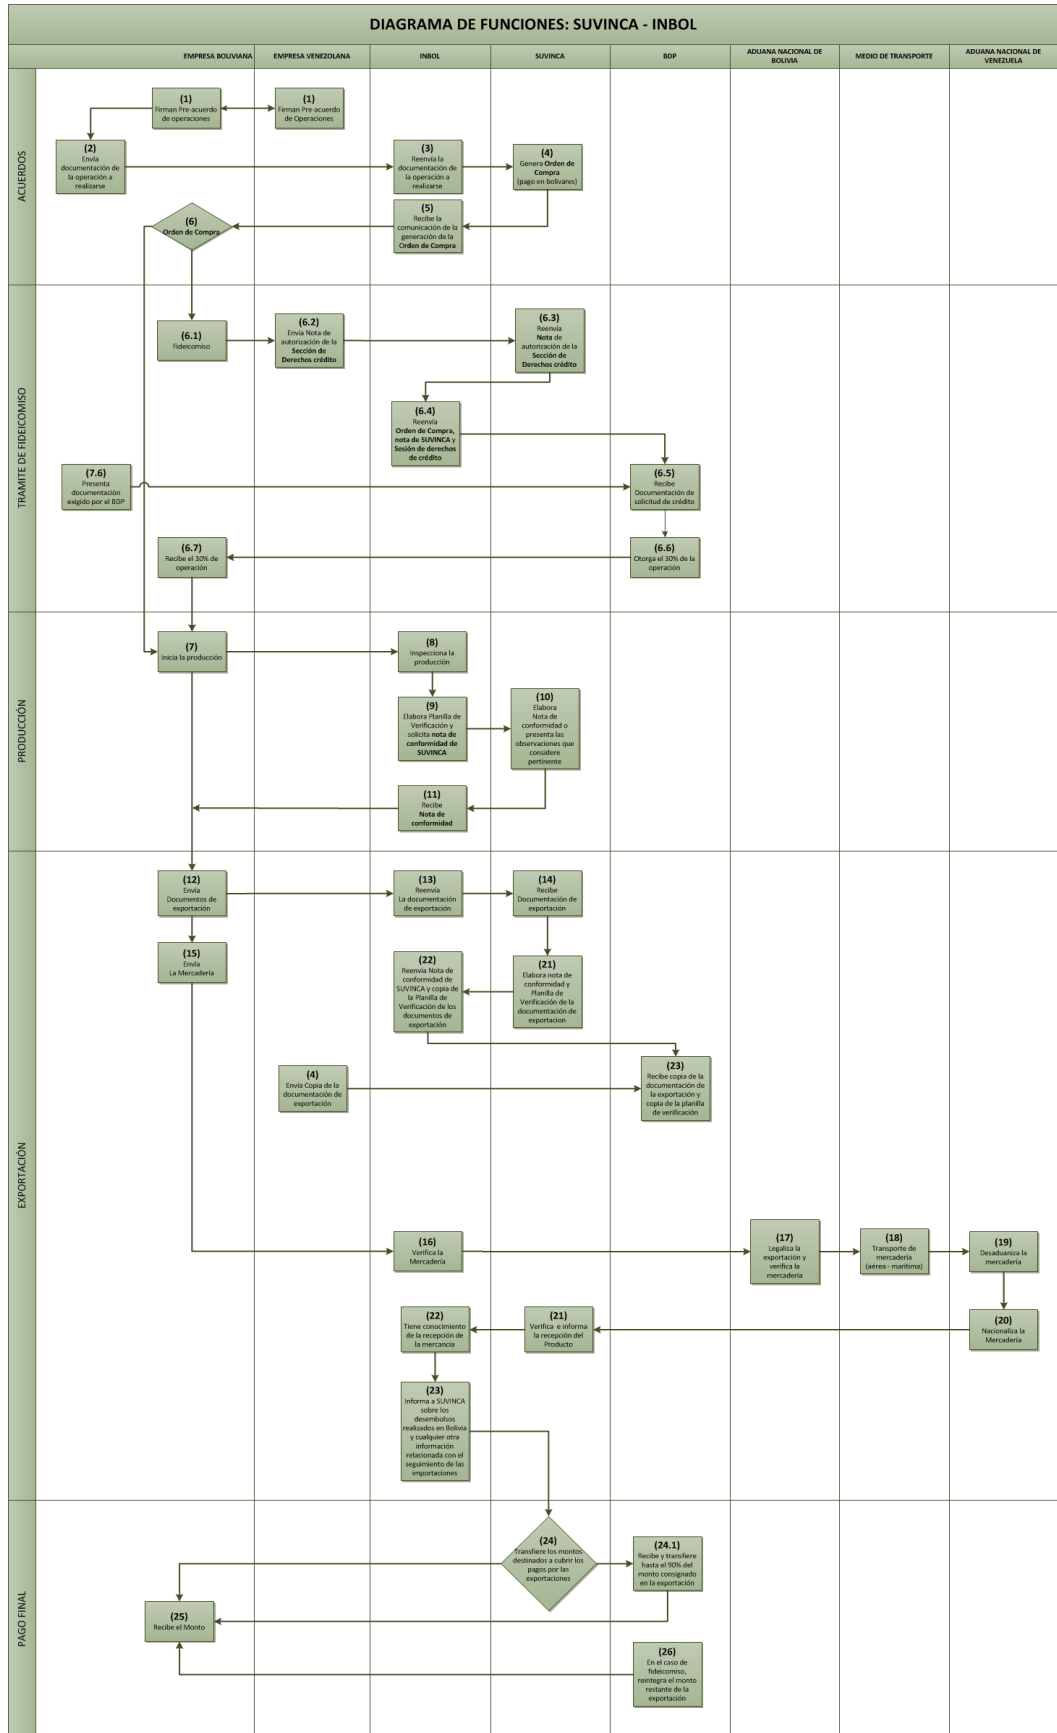 DIAGRAMA DE FUNCIONES: SUVINCA - INBOL
EMPRESA BOLIVIANA
EMPRESA VENEZOLANA
INBOL
SUVINCA
BDP
ADUANA NACIONAL DE
BOLIVIA
MEDIO DE TRANSPORTE
ADUANA NACIONAL DE
VENEZUELA
ACUERDOS
(1)
Firman Pre-acuerdo
de operaciones
(1)
Firman Pre-acuerdo
de Operaciones
(2)
Envía
documentación de
la operación a
realizarse
(3)
Reenvía la
documentación de
la operación a
realizarse
(4)
Genera Orden de
Compra
(pago en bolivares)
(5)
Recibe la
comunicación de la
generación de la
Orden de Compra
(6)
Orden de Compra
TRAMITE DE FIDEICOMISO
(6.1)
Fideicomiso
(6.2)
Envía Nota de
autorización de la
Sección de
Derechos crédito
(6.3)
Reenvía
Nota de
autorización de la
Sección de
Derechos crédito
(6.4)
Reenvía
Orden de Compra,
nota de SUVINCA y
Sesión de derechos
de crédito
(7.6)
Presenta
documentación
exigido por el BDP
(6.5)
Recibe
Documentación de
solicitud de crédito
(6.7)
Recibe el 30% de
operación
(6.6)
Otorga el 30% de la
operación
PRODUCCIÓN
(7)
Inicia la producción
(8)
Inspecciona la
producción
(9)
Elabora Planilla de
Verificación y
solicita nota de
conformidad de
SUVINCA
(10)
Elabora
Nota de
conformidad o
presenta las
observaciones que
considere
pertinente
(11)
Recibe
Nota de
conformidad
EXPORTACIÓN
(12)
Envía
Documentos de
exportación
(13)
Reenvía
La documentación
de exportación
(14)
Recibe
Documentación de
exportación
(15)
Envía
La Mercadería
(22)
Reenvía Nota de
conformidad de
SUVINCA y copia de
la Planilla de
Verificación de los
documentos de
exportación
(21)
Elabora nota de
conformidad y
Planilla de
Verificación de la
documentación de
exportacion
(4)
Envía Copia de la
documentación de
exportación
(23)
Recibe copia de la
documentación de
la exportación y
copia de la planilla
de verificación
(16)
Verifica la
Mercadería
(17)
Legaliza la
exportación y
verifica la
mercadería
(18)
Transporte de
mercadería
(aérea - marítima)
(19)
Desaduaniza la
mercadería
(20)
Nacionaliza la
Mercadería
(22)
Tiene conocimiento
de la recepción de
la mercancía
(21)
Verifica e informa
la recepción del
Producto
(23)
Informa a SUVINCA
sobre los
desembolsos
realizados en Bolivia
y cualquier otra
información
relacionada con el
seguimiento de las
importaciones
PAGO FINAL
(24)
Transfiere los montos
destinados a cubrir los
pagos por las
exportaciones
(24.1)
Recibe y transfiere
hasta el 90% del
monto consignado
en la exportación
(25)
Recibe el Monto
(26)
En el caso de
fideicomiso,
reintegra el monto
restante de la
exportación